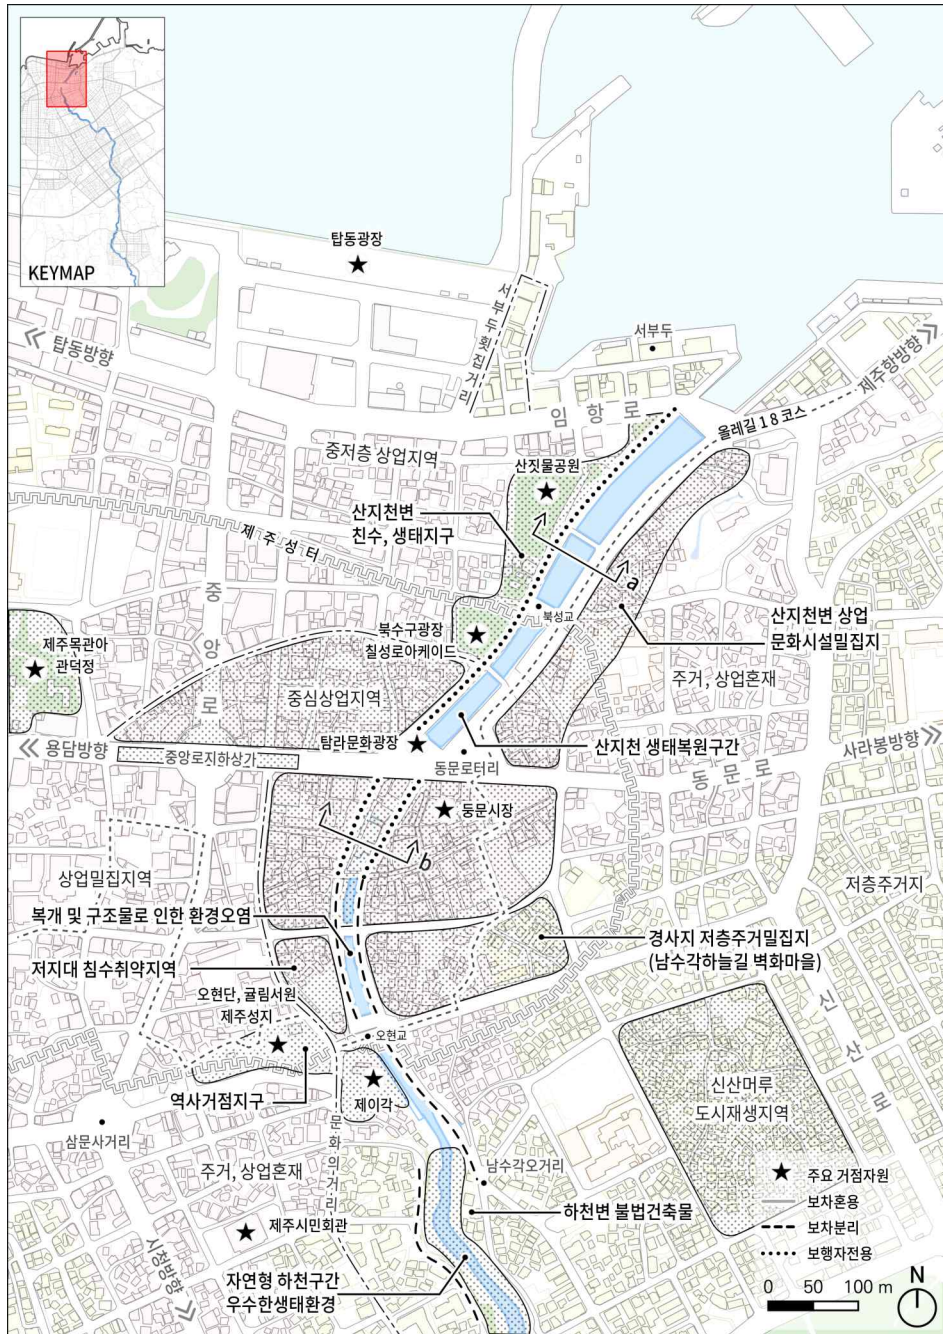 KEYMAP
탑동광장
서부두횟집거리
서부두
탑동방향
제주항방향
임항로
올레길18코스
중저층 상업지역
산짓물공원
산지천변
친수, 생태지구
제주성터
a
북성교
산지천변 상업
문화시설밀집지
중앙로
북수구광장
칠성로아케이드
제주목관아
관덕정
주거, 상업혼재
중심상업지역
탐라문화광장
산지천 생태복원구간
용담방향
사라봉방향
중앙로지하상가
동문로터리
동문로
둥문시장
b
상업밀집지역
저층주거지
복개 및 구조물로 인한 환경오염
경사지 저층주거밀집지
(남수각하늘길 벽화마을)
저지대 침수취약지역
오현단, 귤림서원
제주성지
신산로
오현교
제이각
역사거점지구
신산머루
도시재생지역
삼문사거리
문화의거리
주거, 상업혼재
남수각오거리
하천변 불법건축물
제주시민회관
시청방향
자연형 하천구간
우수한생태환경
주요 거점자원
보차혼용
보차분리
보행자전용
0 50 100 m
N